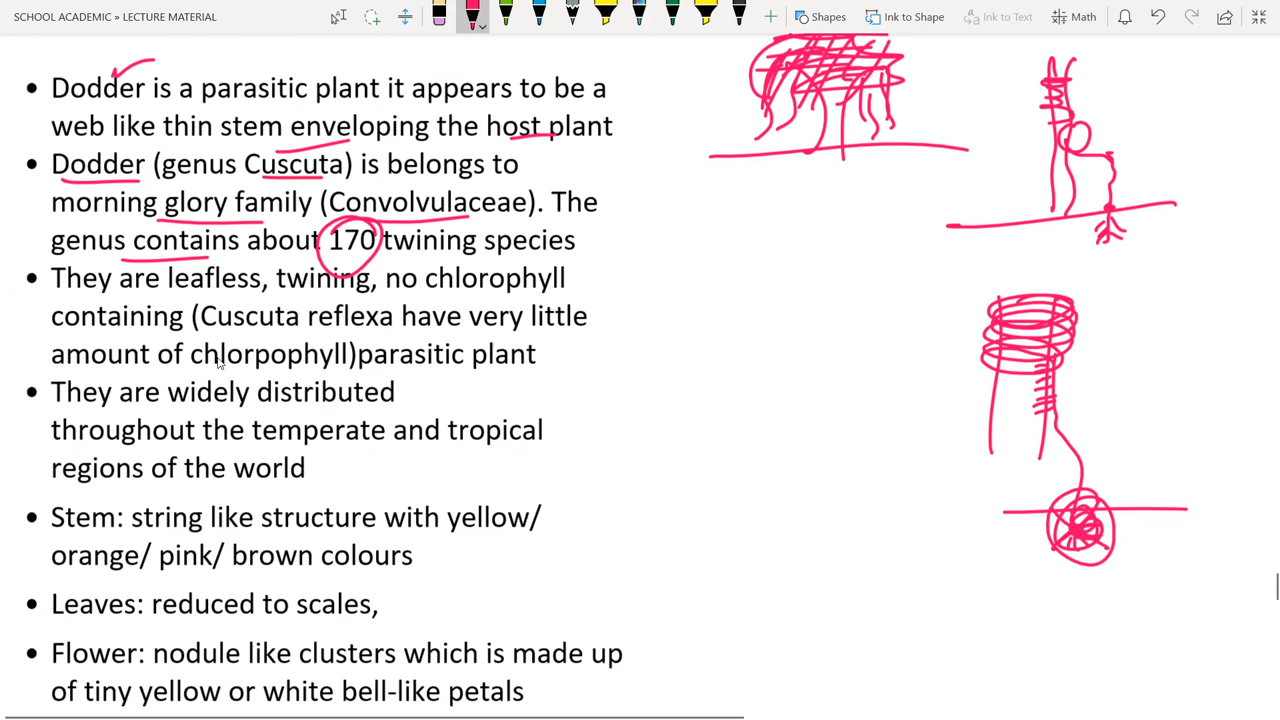 SCHOOL ACADEMIC » LECTURE MATERIAL
Shapes
Ink to Shape
Ink to Text
Math
• Dodder is a parasitic plant it appears to be a
web like thin stem enveloping the host plant
• Dodder (genus Cuscuta) is belongs to
morning glory family (Convolvulaceae). The
genus contains about 170 twining species
• They are leafless, twining, no chlorophyll
containing (Cuscuta reflexa have very little
amount of chlorpophyll)parasitic plant
• They are widely distributed
throughout the temperate and tropical
regions of the world
• Stem: string like structure with yellow/
orange/ pink/ brown colours
• Leaves: reduced to scales,
• Flower: nodule like clusters which is made up
of tiny yellow or white bell-like petals